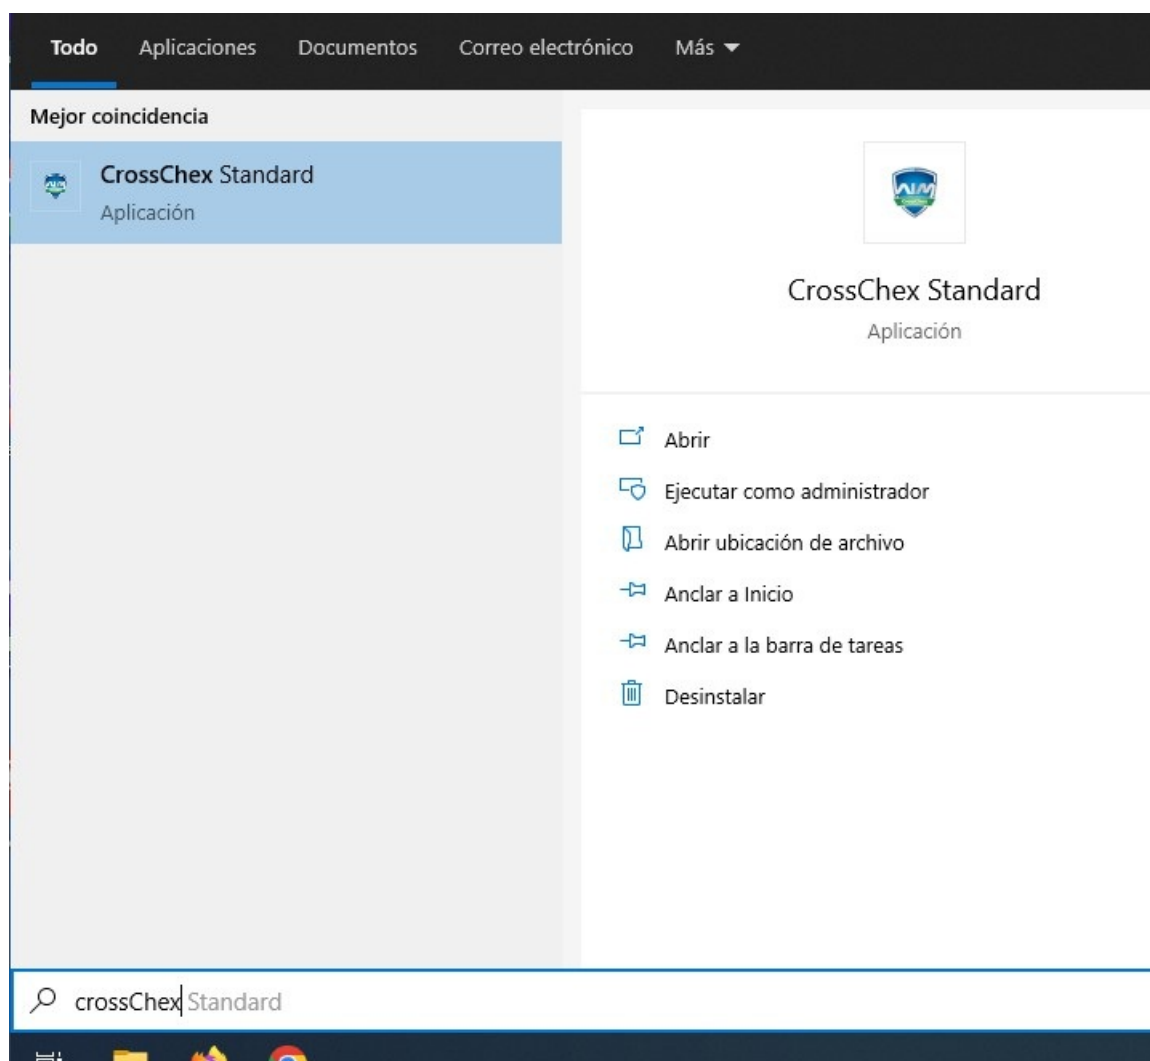 Todo Aplicaciones Documentos Correo electrónico Más
Mejor coincidencia
CrossChex Standard
Aplicación
CrossChex Standard
Aplicación
Abrir
Ejecutar como administrador
Abrir ubicación de archivo
Anclar a Inicio
Anclar a la barra de tareas
Desinstalar
crossChex Standard